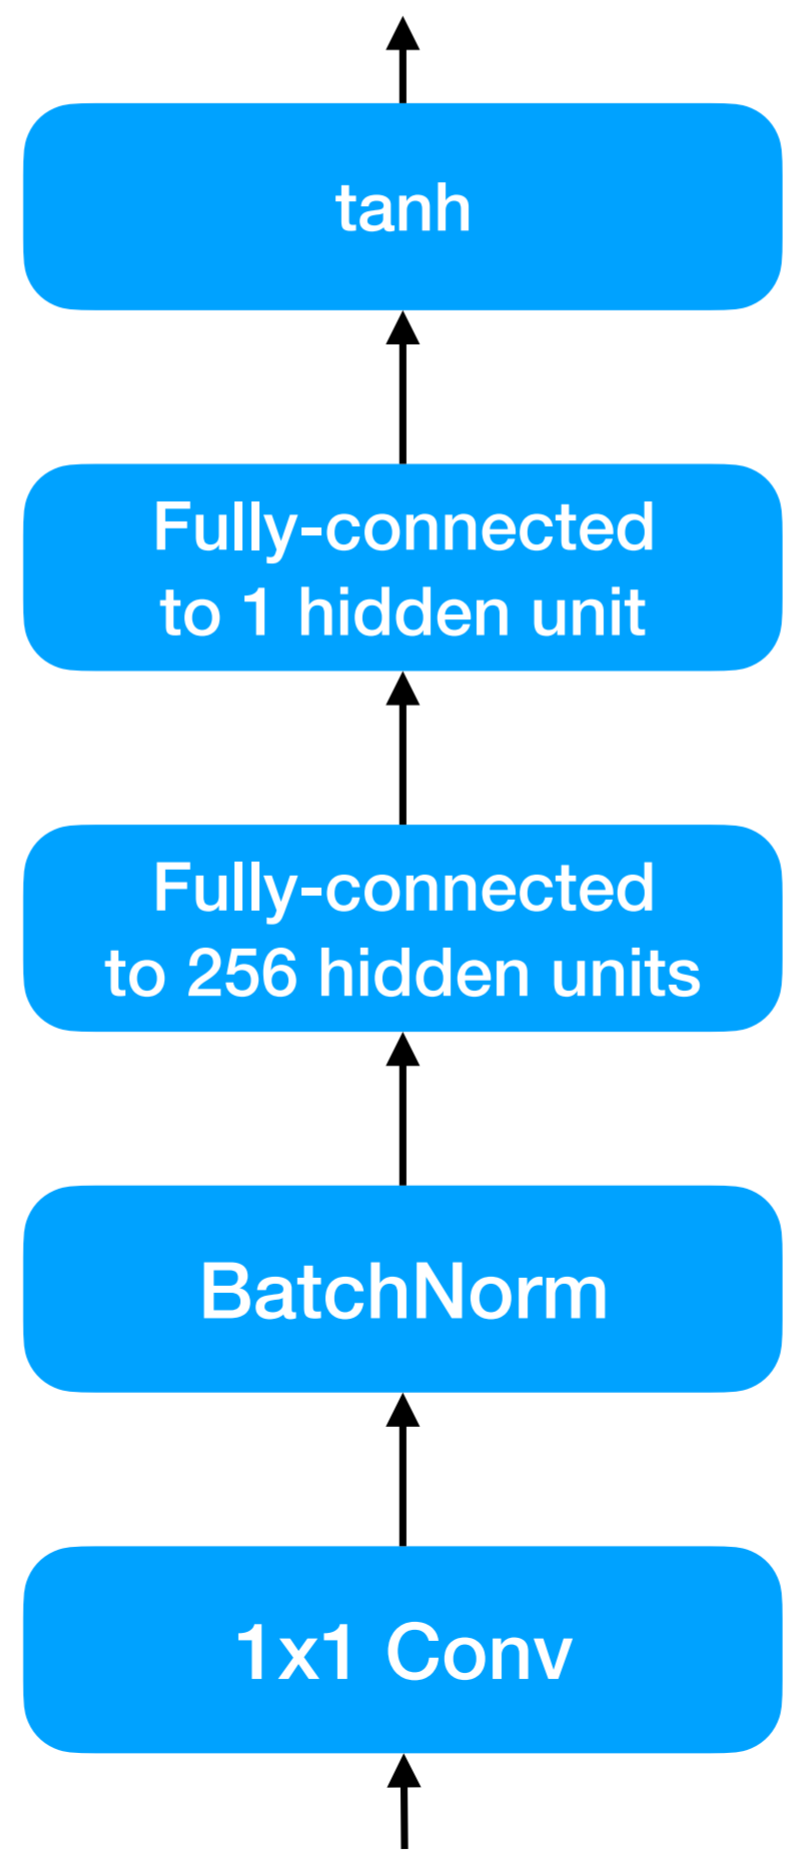 tanh
Fully-connected
to 1 hidden unit
Fully-connected
to 256 hidden units
BatchNorm
1x1 Conv